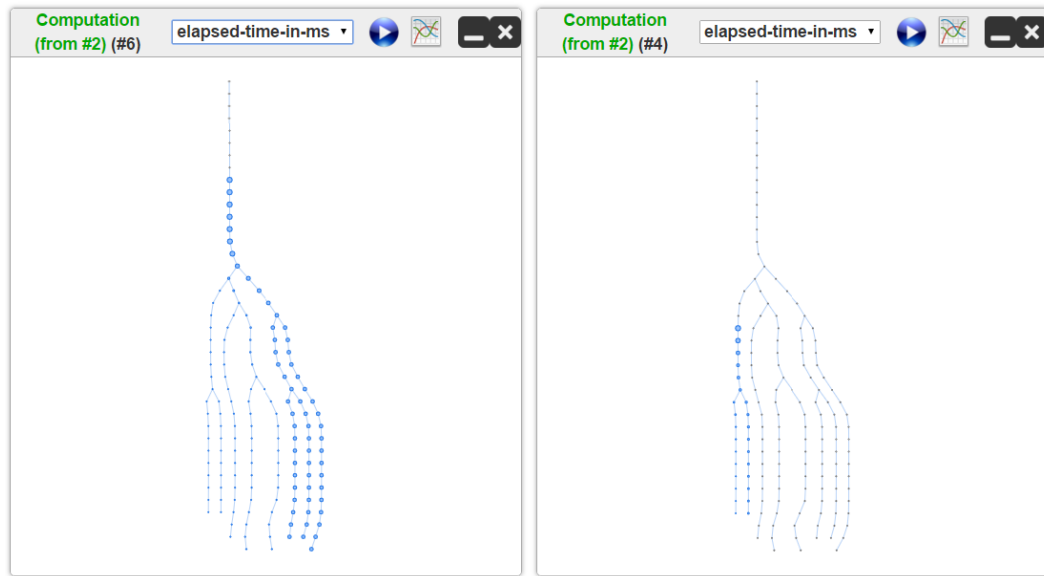 Computation
(from #2) (#6)
elapsed-time-in-ms
Computation
(from #2) (#4)
elapsed-time-in-ms